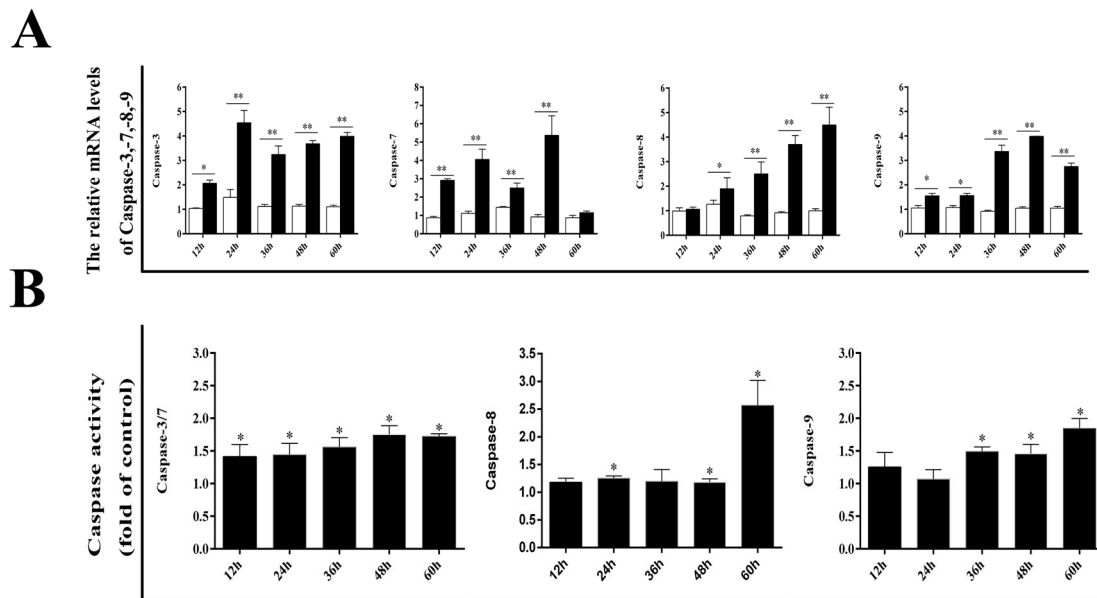 A
The relative mRNA levels
of Caspase-3,-7,-8,-9
Caspase-3
6
5
4
3
2
1
0
*
**
**
**
**
12h
24h
36h
48h
60h
Caspase-7
8
7
6
5
4
3
2
1
0
**
**
**
**
12h
24h
36h
48h
60h
Caspase-8
6
5
4
3
2
1
0
*
**
**
**
12h
24h
36h
48h
60h
Caspase-9
6
5
4
3
2
1
0
*
*
**
**
**
12h
24h
36h
48h
60h
B
Caspase activity
(fold of control)
Caspase-3/7
3.0
2.5
2.0
1.5
1.0
0.5
0.0
*
*
*
*
*
12h
24h
36h
48h
60h
Caspase-8
3.5
3.0
2.5
2.0
1.5
1.0
0.5
0.0
*
*
*
12h
24h
36h
48h
60h
Caspase-9
3.0
2.5
2.0
1.5
1.0
0.5
0.0
*
*
*
12h
24h
36h
48h
60h